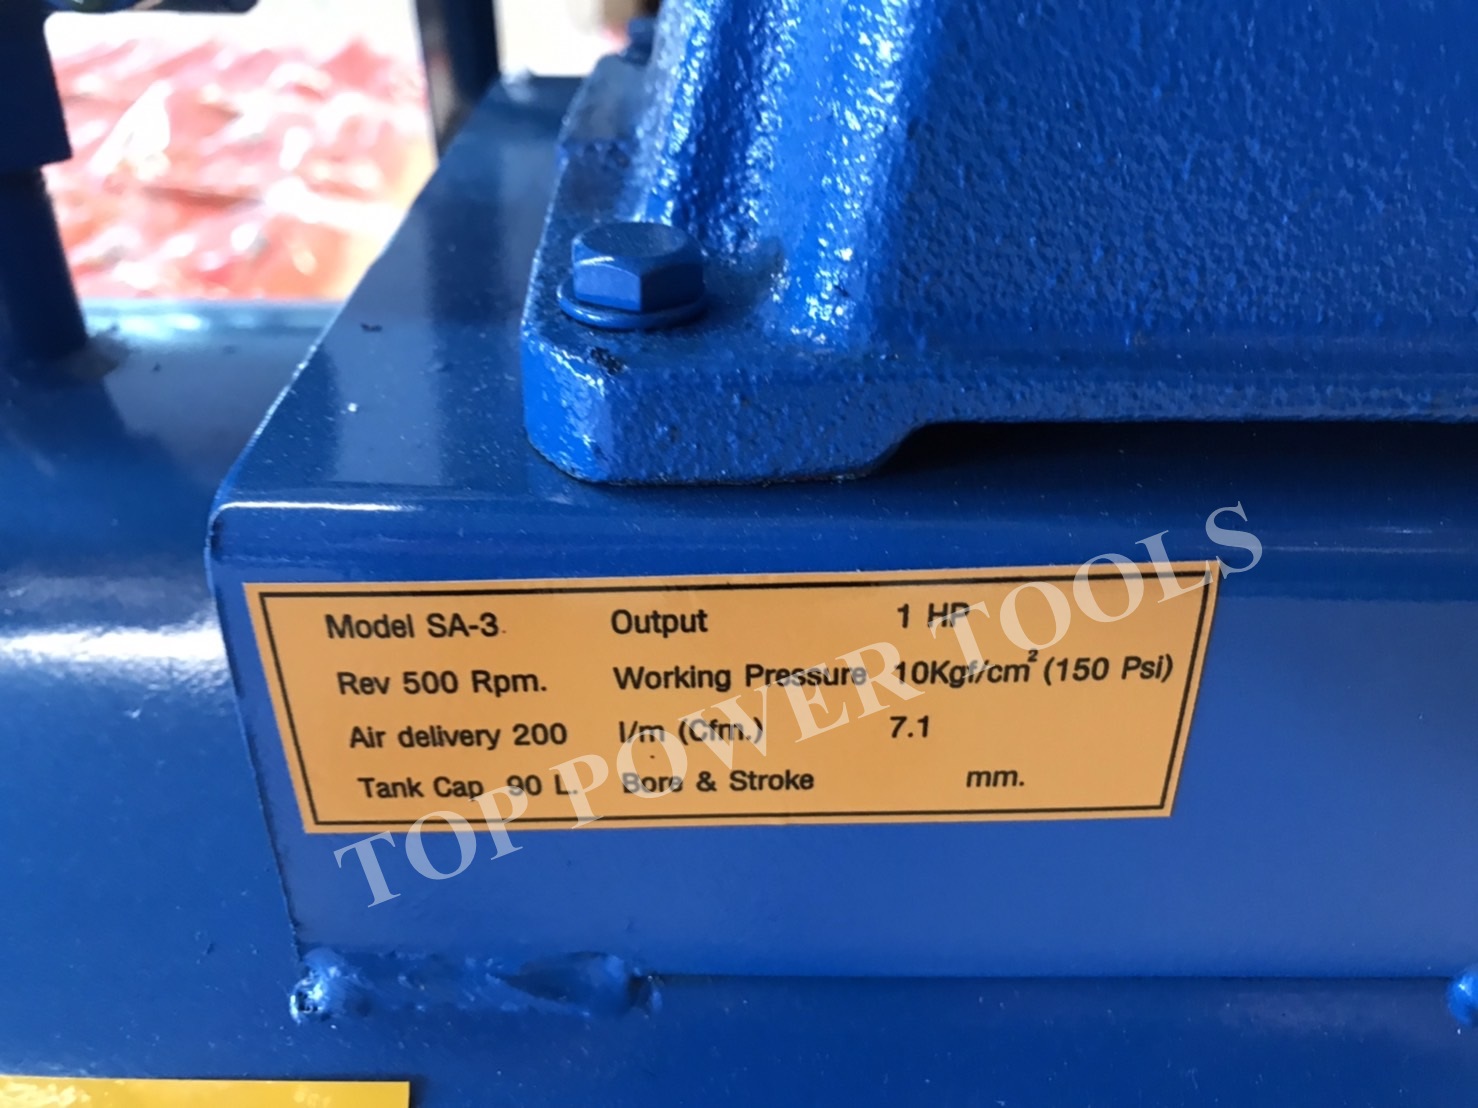 Model SA-3. Output 1 HP
Rev 500 Rpm. Working Pressure 10Kgf/cm² (150 Psi)
Air delivery 200 l/m (Cfm.) 7.1
Tank Cap 90 L. Bore & Stroke mm.
TOP POWER TOOLS